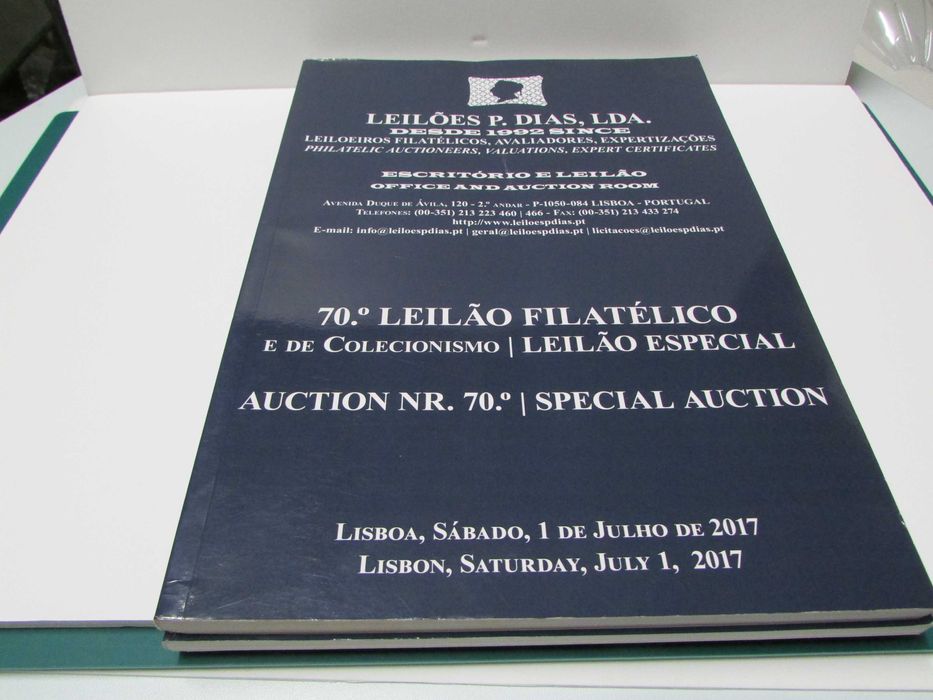 LEILÕES P. DIAS, LDA.
DESDE 1992 SINCE
LEILOEIROS FILATÉLICOS, AVALIADORES, EXPERTIZAÇÕES
PHILATELIC AUCTIONEERS, VALUATIONS, EXPERT CERTIFICATES
ESCRITÓRIO E LEILÃO
OFFICE AND AUCTION ROOM
AVENIDA DUQUE DE ÁVILA, 120 - 2.º ANDAR - P-1050-084 LISBOA - PORTUGAL
TELEFONES: (00-351) 213 223 460 | 466 - FAX: (00-351) 213 433 274
http://www.leiloespdias.pt
E-mail: info@leiloespdias.pt | geral@leiloespdias.pt | licitacoes@leiloespdias.pt
70.º LEILÃO FILATÉLICO
E DE COLECIONISMO | LEILÃO ESPECIAL
AUCTION NR. 70.º | SPECIAL AUCTION
LISBOA, SÁBADO, 1 DE JULHO DE 2017
LISBON, SATURDAY, JULY 1, 2017